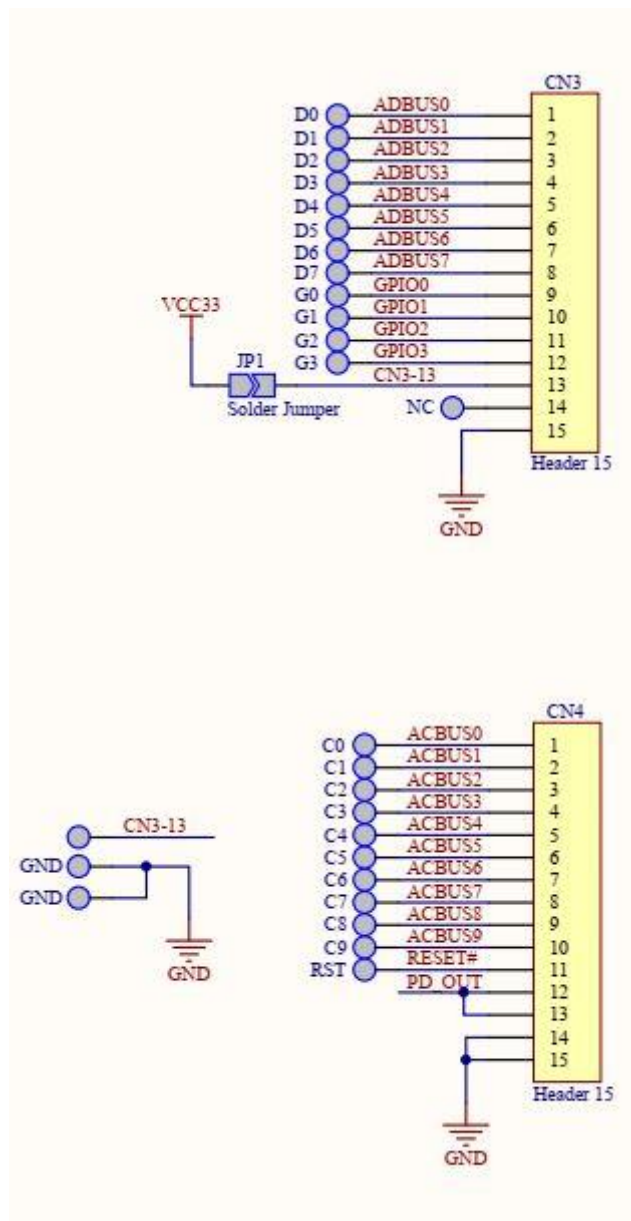 CN3
D0 ADBUS0 1
D1 ADBUS1 2
D2 ADBUS2 3
D3 ADBUS3 4
D4 ADBUS4 5
D5 ADBUS5 6
D6 ADBUS6 7
D7 ADBUS7 8
G0 GPIO0 9
G1 GPIO1 10
G2 GPIO2 11
G3 GPIO3 12
VCC33
JP1
CN3-13 13
Solder Jumper
NC 14
15
Header 15
GND
CN4
C0 ACBUS0 1
C1 ACBUS1 2
C2 ACBUS2 3
C3 ACBUS3 4
C4 ACBUS4 5
C5 ACBUS5 6
C6 ACBUS6 7
C7 ACBUS7 8
C8 ACBUS8 9
C9 ACBUS9 10
RST RESET# 11
PD_OUT 12
13
14
15
Header 15
GND
CN3-13
GND
GND
GND